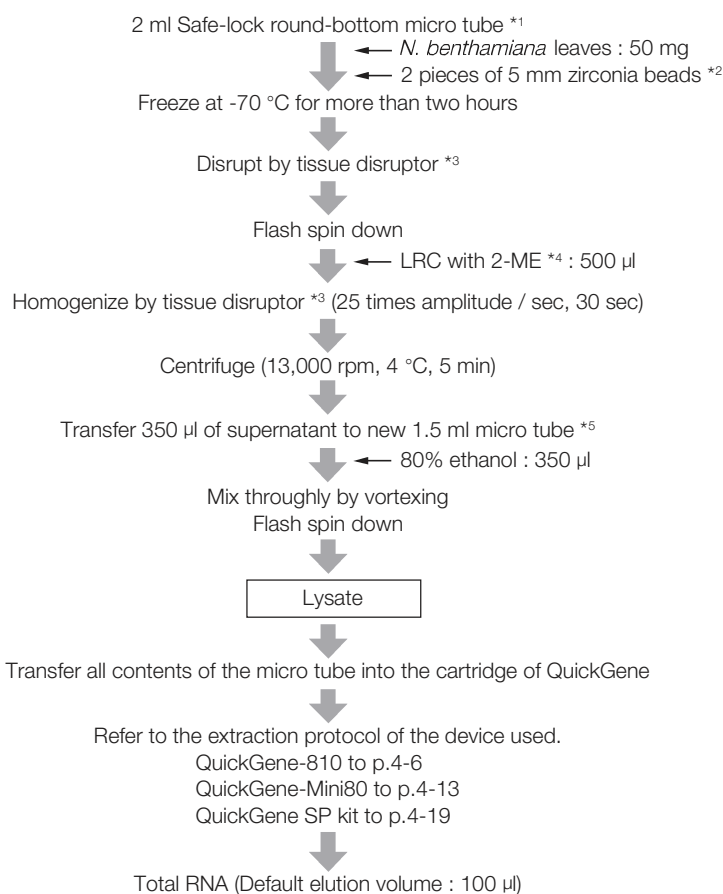 2 ml Safe-lock round-bottom micro tube *1
N. benthamiana leaves : 50 mg
2 pieces of 5 mm zirconia beads *2
Freeze at -70 °C for more than two hours
Disrupt by tissue disruptor *3
Flash spin down
LRC with 2-ME *4 : 500 µl
Homogenize by tissue disruptor *3 (25 times amplitude / sec, 30 sec)
Centrifuge (13,000 rpm, 4 °C, 5 min)
Transfer 350 µl of supernatant to new 1.5 ml micro tube *5
80% ethanol : 350 µl
Mix throughly by vortexing
Flash spin down
Lysate
Transfer all contents of the micro tube into the cartridge of QuickGene
Refer to the extraction protocol of the device used.
QuickGene-810 to p.4-6
QuickGene-Mini80 to p.4-13
QuickGene SP kit to p.4-19
Total RNA (Default elution volume : 100 µl)